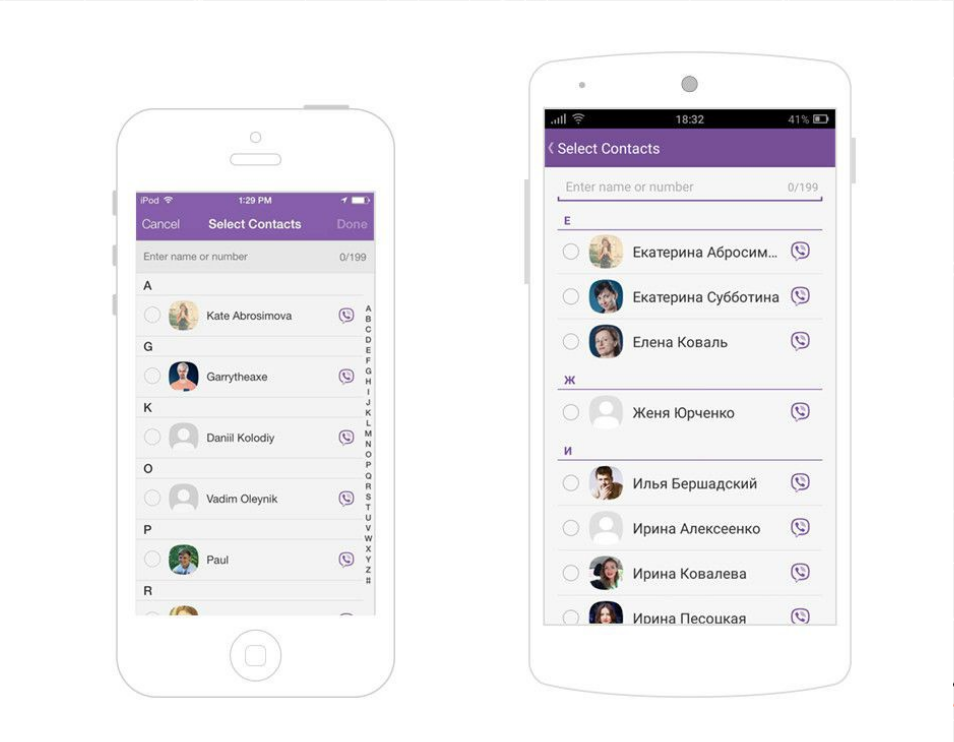 iPod 1:29 PM
Cancel Select Contacts Done
Enter name or number 0/199
A
Kate Abrosimova
G
Garrytheaxe
K
Daniil Kolodiy
O
Vadim Oleynik
P
Paul
R
A
B
C
D
E
F
G
H
I
J
K
L
M
N
O
P
Q
R
S
T
U
V
W
X
Y
Z
#
18:32 41%
Select Contacts
Enter name or number 0/199
Е
Екатерина Абросим...
Екатерина Субботина
Елена Коваль
Ж
Женя Юрченко
И
Илья Бершадский
Ирина Алексеенко
Ирина Ковалева
Ирина Песоцкая